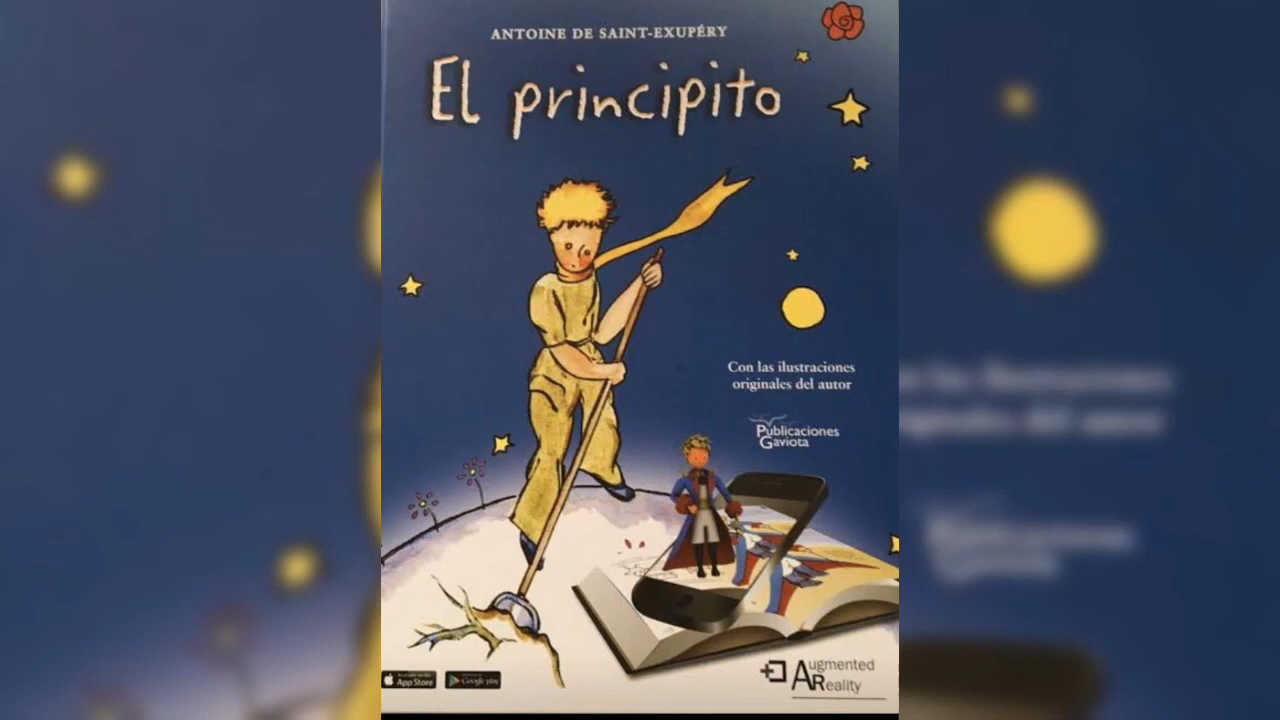 ANTOINE DE SAINT-EXUPÉRY
El principito
Con las ilustraciones
originales del autor
Publicaciones
Gaviota
App Store
Google play
Augmented
Reality